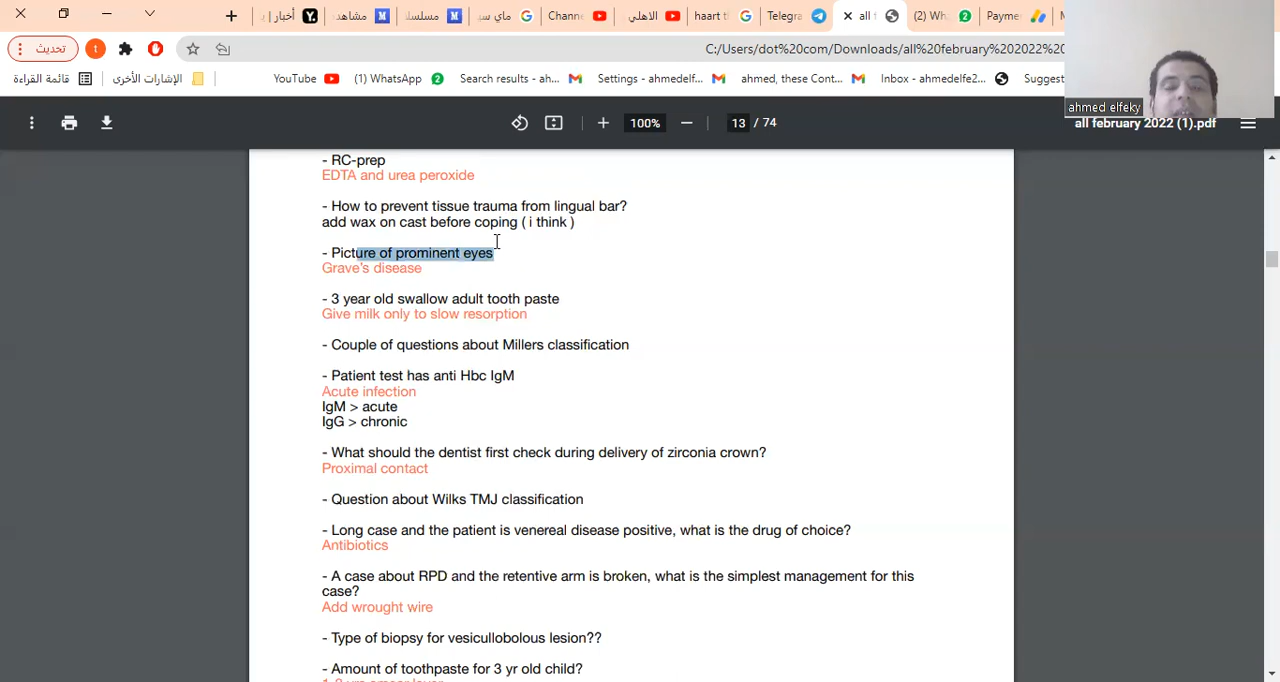 أخبار | ي
مشاهد
مسلسلا
ماي سي
Chann
الاهلي
haart t
Telegra
all f
(2) Wh
Payme
تحديث
C:/Users/dot%20com/Downloads/all%20february%202022%20
قائمة القراءة
الإشارات الأخرى
YouTube
(1) WhatsApp
Search results - ah...
Settings - ahmedelf...
ahmed, these Cont...
Inbox - ahmedelfe2...
Suggest
ahmed elfeky
100%
13 / 74
all february 2022 (1).pdf
- RC-prep
EDTA and urea peroxide
- How to prevent tissue trauma from lingual bar?
add wax on cast before coping ( i think )
- Picture of prominent eyes
Grave's disease
- 3 year old swallow adult tooth paste
Give milk only to slow resorption
- Couple of questions about Millers classification
- Patient test has anti Hbc IgM
Acute infection
IgM > acute
IgG > chronic
- What should the dentist first check during delivery of zirconia crown?
Proximal contact
- Question about Wilks TMJ classification
- Long case and the patient is venereal disease positive, what is the drug of choice?
Antibiotics
- A case about RPD and the retentive arm is broken, what is the simplest management for this
case?
Add wrought wire
- Type of biopsy for vesicullobolous lesion??
- Amount of toothpaste for 3 yr old child?